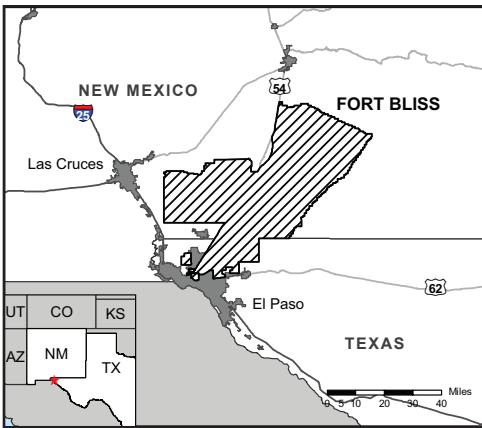 54
NEW MEXICO
FORT BLISS
25
Las Cruces
62
El Paso
UT
CO
KS
TEXAS
AZ
NM
TX
Miles
0 5 10 20 30 40